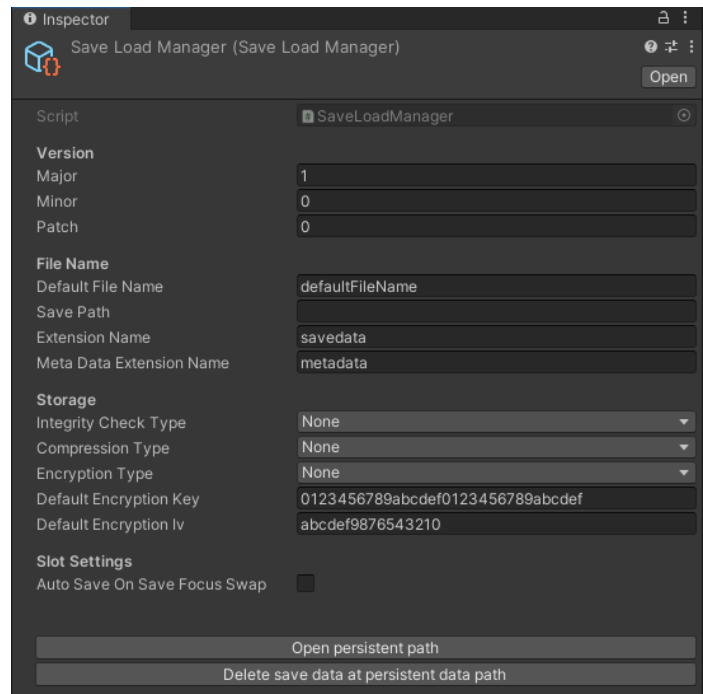 Inspector
Save Load Manager (Save Load Manager)
Open
Script SaveLoadManager
Version
Major 1
Minor 0
Patch 0
File Name
Default File Name defaultFileName
Save Path
Extension Name savedata
Meta Data Extension Name metadata
Storage
Integrity Check Type None
Compression Type None
Encryption Type None
Default Encryption Key 0123456789abcdef0123456789abcdef
Default Encryption Iv abcdef9876543210
Slot Settings
Auto Save On Save Focus Swap
Open persistent path
Delete save data at persistent data path